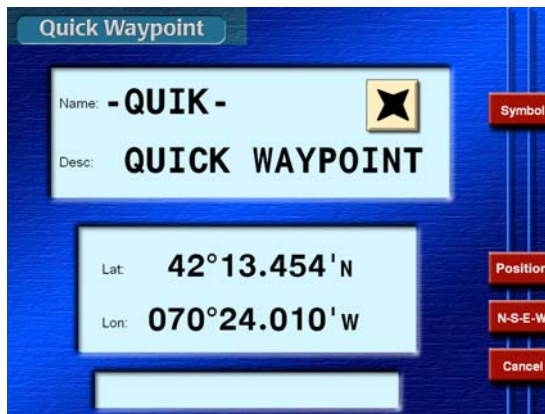 Quick Waypoint
Name: -QUIK-
Symbol
Desc: QUICK WAYPOINT
Lat: 42°13.454'N
Position
Lon: 070°24.010'W
N-S-E-W
Cancel